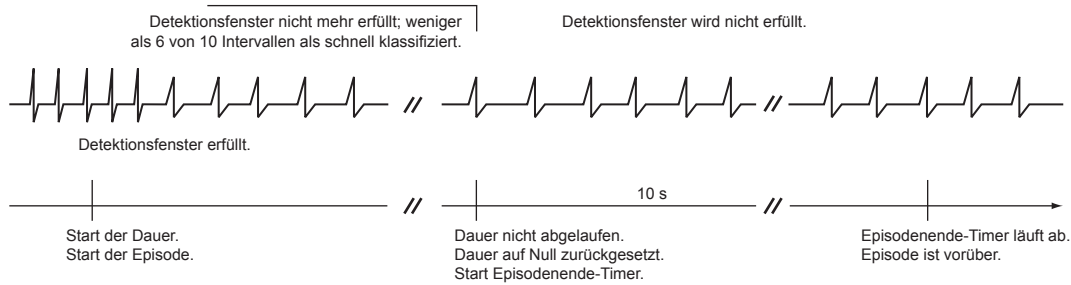 Detektionsfenster nicht mehr erfüllt; weniger
als 6 von 10 Intervallen als schnell klassifiziert.
Detektionsfenster wird nicht erfüllt.
Detektionsfenster erfüllt.
10 s
Start der Dauer.
Start der Episode.
Dauer nicht abgelaufen.
Dauer auf Null zurückgesetzt.
Start Episodenende-Timer.
Episodenende-Timer läuft ab.
Episode ist vorüber.